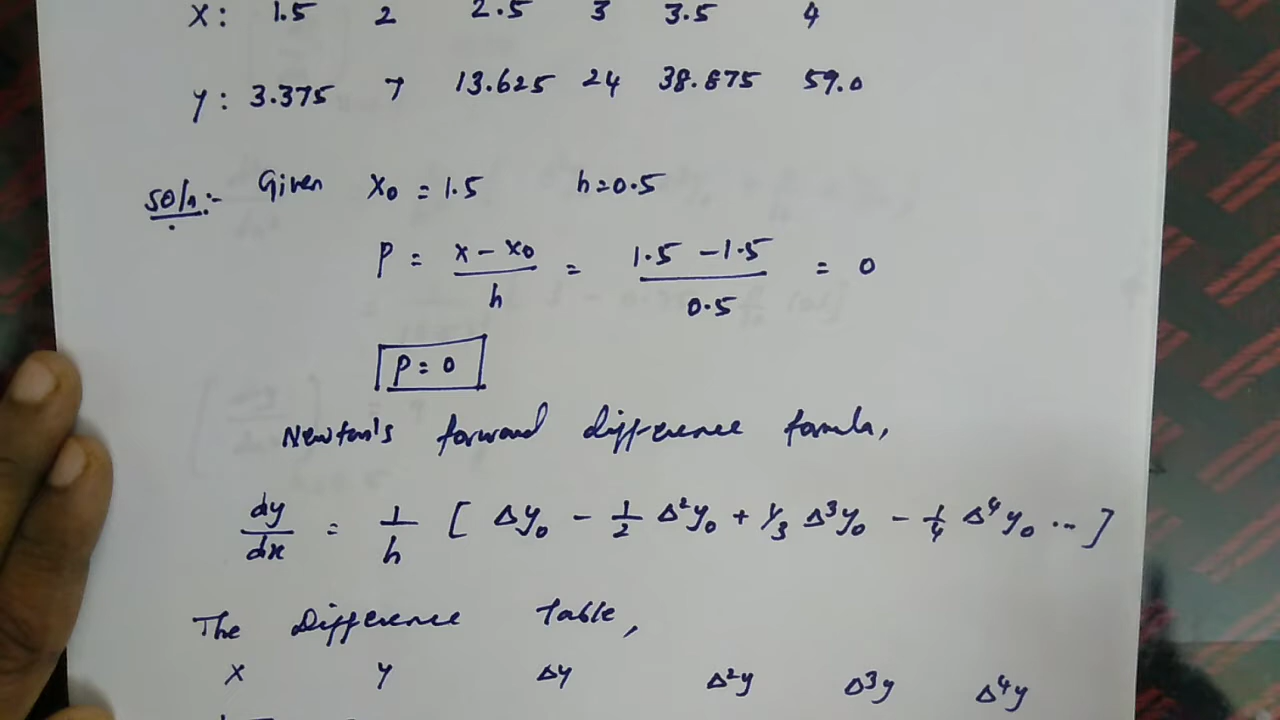 x: 1.5 2 2.5 3 3.5 4
y: 3.375 7 13.625 24 38.875 59.0
Soln:- Given x₀ = 1.5 h=0.5
P = x - x₀ / h = 1.5 - 1.5 / 0.5 = 0
P = 0
Newton's forward difference formula,
dy/dx = 1/h [ Δy₀ - 1/2 Δ²y₀ + 1/3 Δ³y₀ - 1/4 Δ⁴y₀ ... ]
The Difference Table,
x y Δy Δ²y Δ³y Δ⁴y